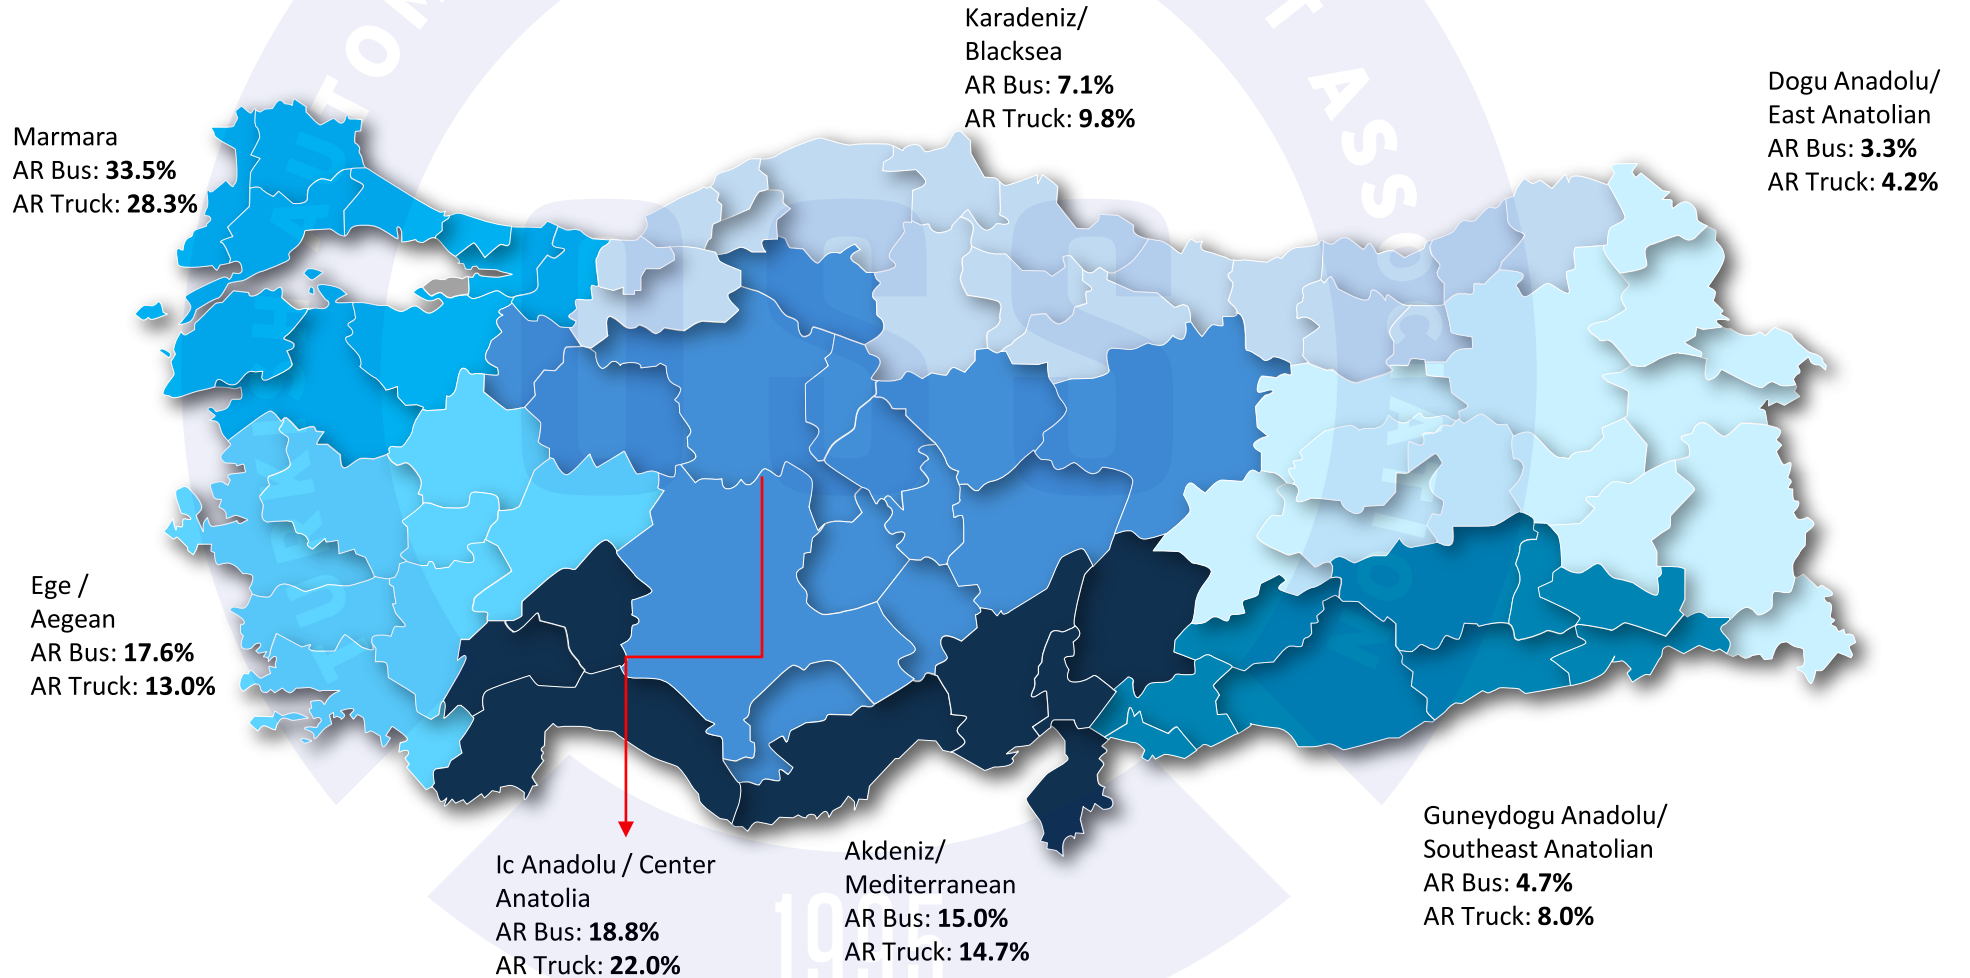 Karadeniz/
Blacksea
AR Bus: 7.1%
AR Truck: 9.8%
Dogu Anadolu/
East Anatolian
AR Bus: 3.3%
AR Truck: 4.2%
Marmara
AR Bus: 33.5%
AR Truck: 28.3%
Ege /
Aegean
AR Bus: 17.6%
AR Truck: 13.0%
Ic Anadolu / Center
Anatolia
AR Bus: 18.8%
AR Truck: 22.0%
Akdeniz/
Mediterranean
AR Bus: 15.0%
AR Truck: 14.7%
Guneydogu Anadolu/
Southeast Anatolian
AR Bus: 4.7%
AR Truck: 8.0%
OSS
1995